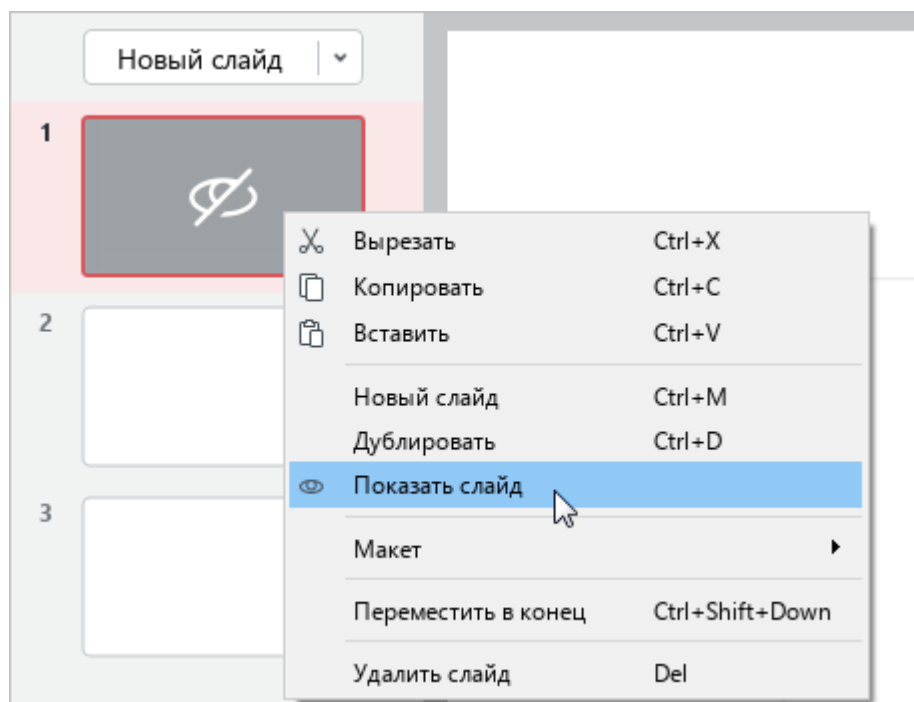 Новый слайд
1
Вырезать Ctrl+X
Копировать Ctrl+C
2
Вставить Ctrl+V
Новый слайд Ctrl+M
Дублировать Ctrl+D
Показать слайд
3
Макет
Переместить в конец Ctrl+Shift+Down
Удалить слайд Del